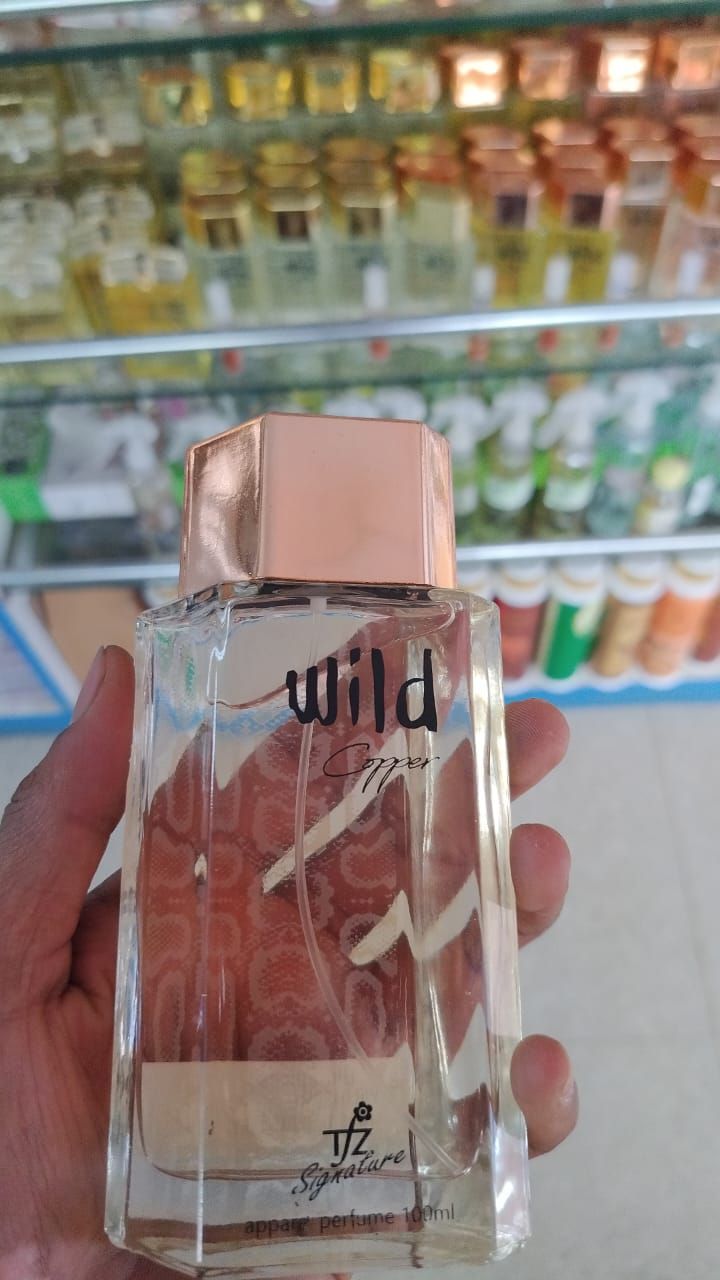 wild
Copper
TfZ
Signature
apparel perfume 100ml